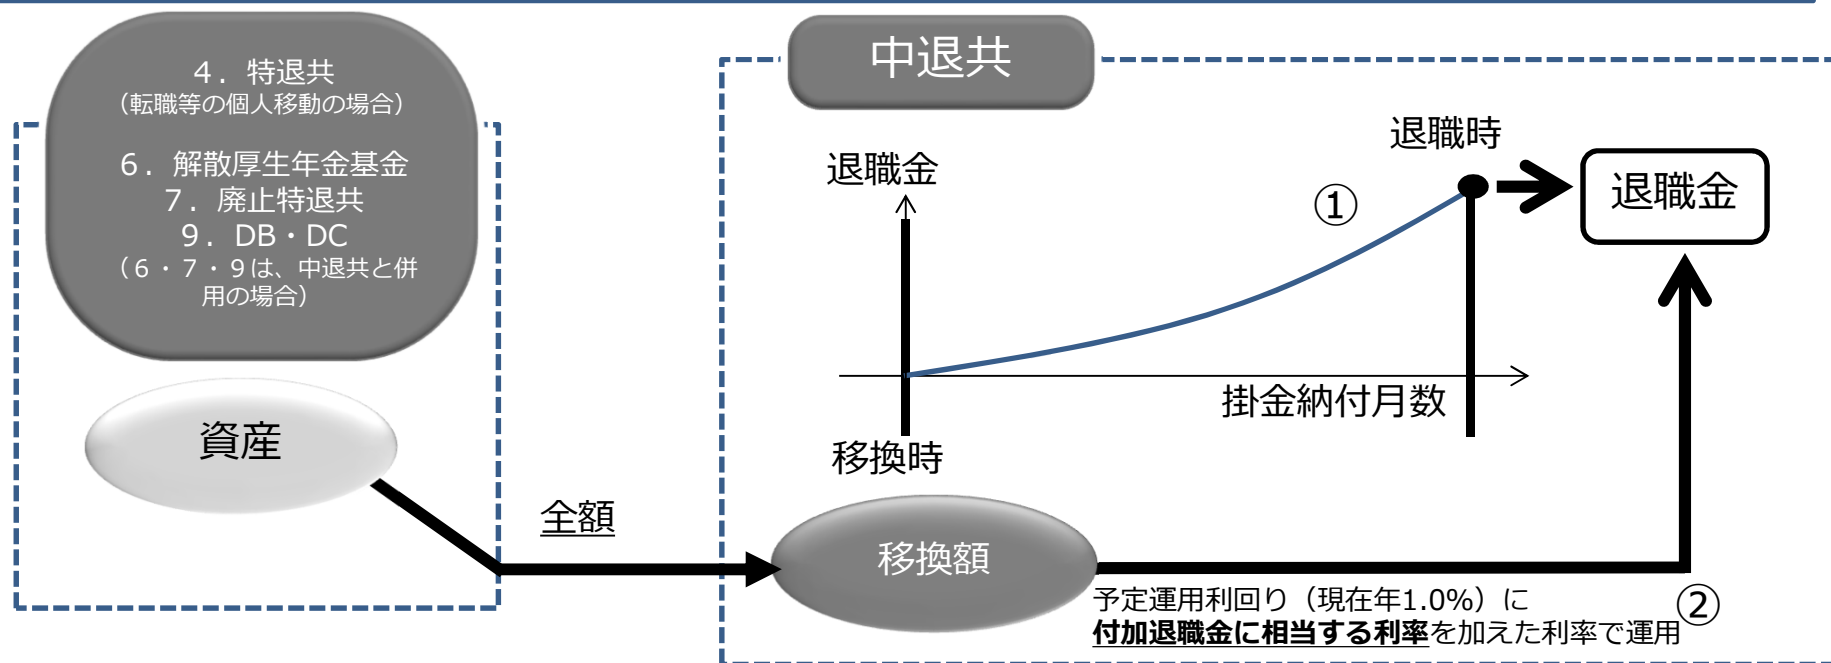 ４．特退共
（転職等の個人移動の場合）
６．解散厚生年金基金
７．廃止特退共
９．DB・DC
（６・７・９は、中退共と併
用の場合）
資産
全額
中退共
退職金
退職時
①
退職金
掛金納付月数
移換時
移換額
予定運用利回り（現在年1.0%）に
付加退職金に相当する利率を加えた利率で運用
②